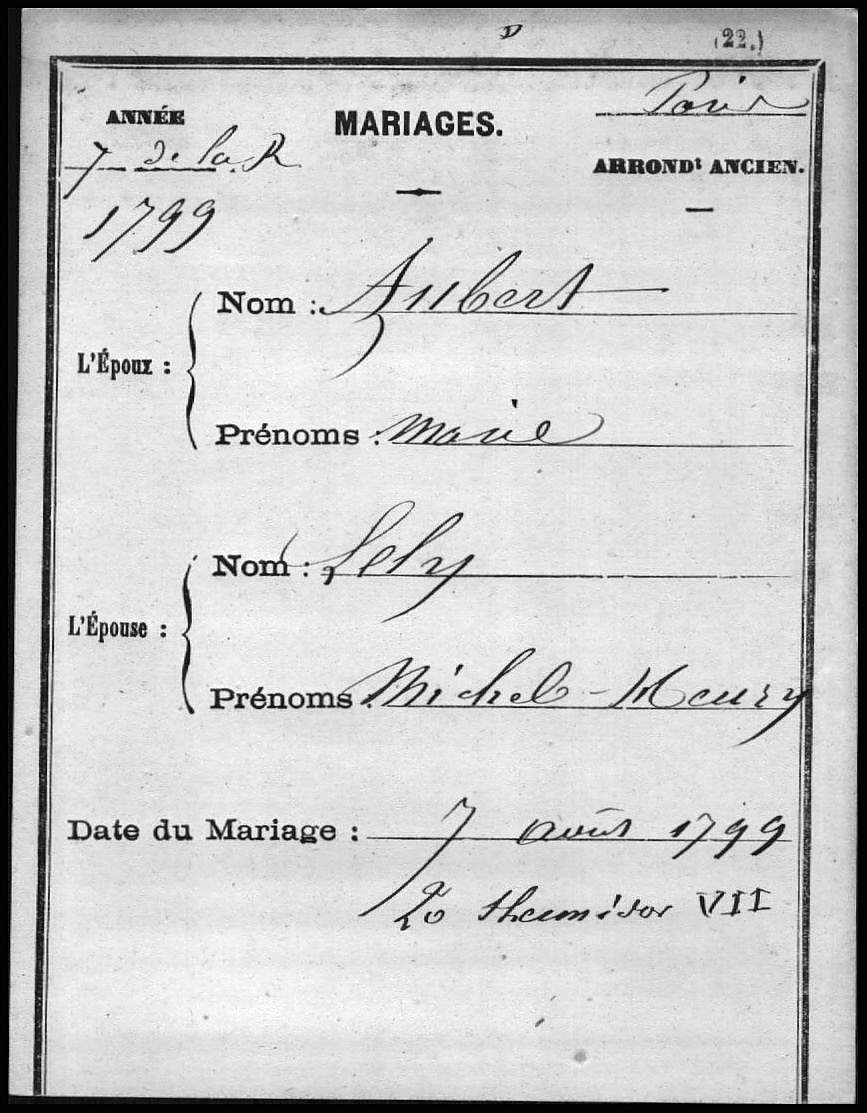 D
(22.)
ANNÉE
7 de la R
1799
MARIAGES.
Paris
ARRONDt ANCIEN.
L'Époux :
Nom : Aubert
Prénoms : Marie
L'Épouse :
Nom : Lely
Prénoms : Michel-Henry
Date du Mariage : 7 août 1799
20 thermidor VII